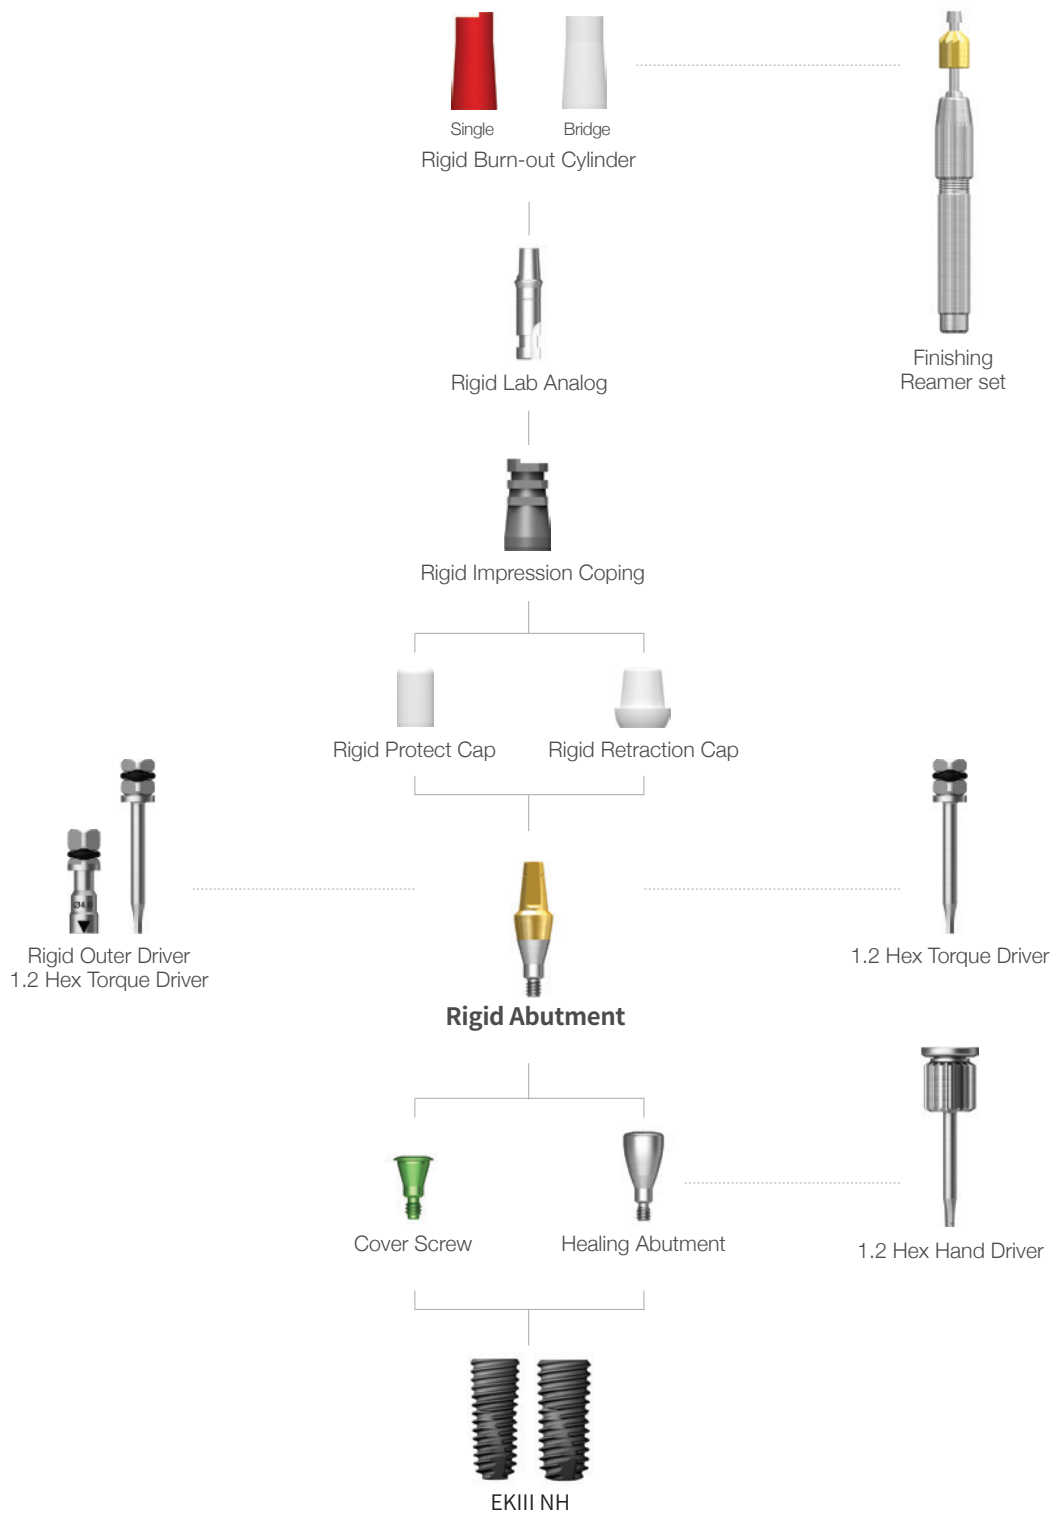 Single
Bridge
Rigid Burn-out Cylinder
Finishing
Reamer set
Rigid Lab Analog
Rigid Impression Coping
Rigid Protect Cap
Rigid Retraction Cap
Ø4.0
Rigid Outer Driver
1.2 Hex Torque Driver
1.2 Hex Torque Driver
Rigid Abutment
Cover Screw
Healing Abutment
1.2 Hex Hand Driver
EKIII NH